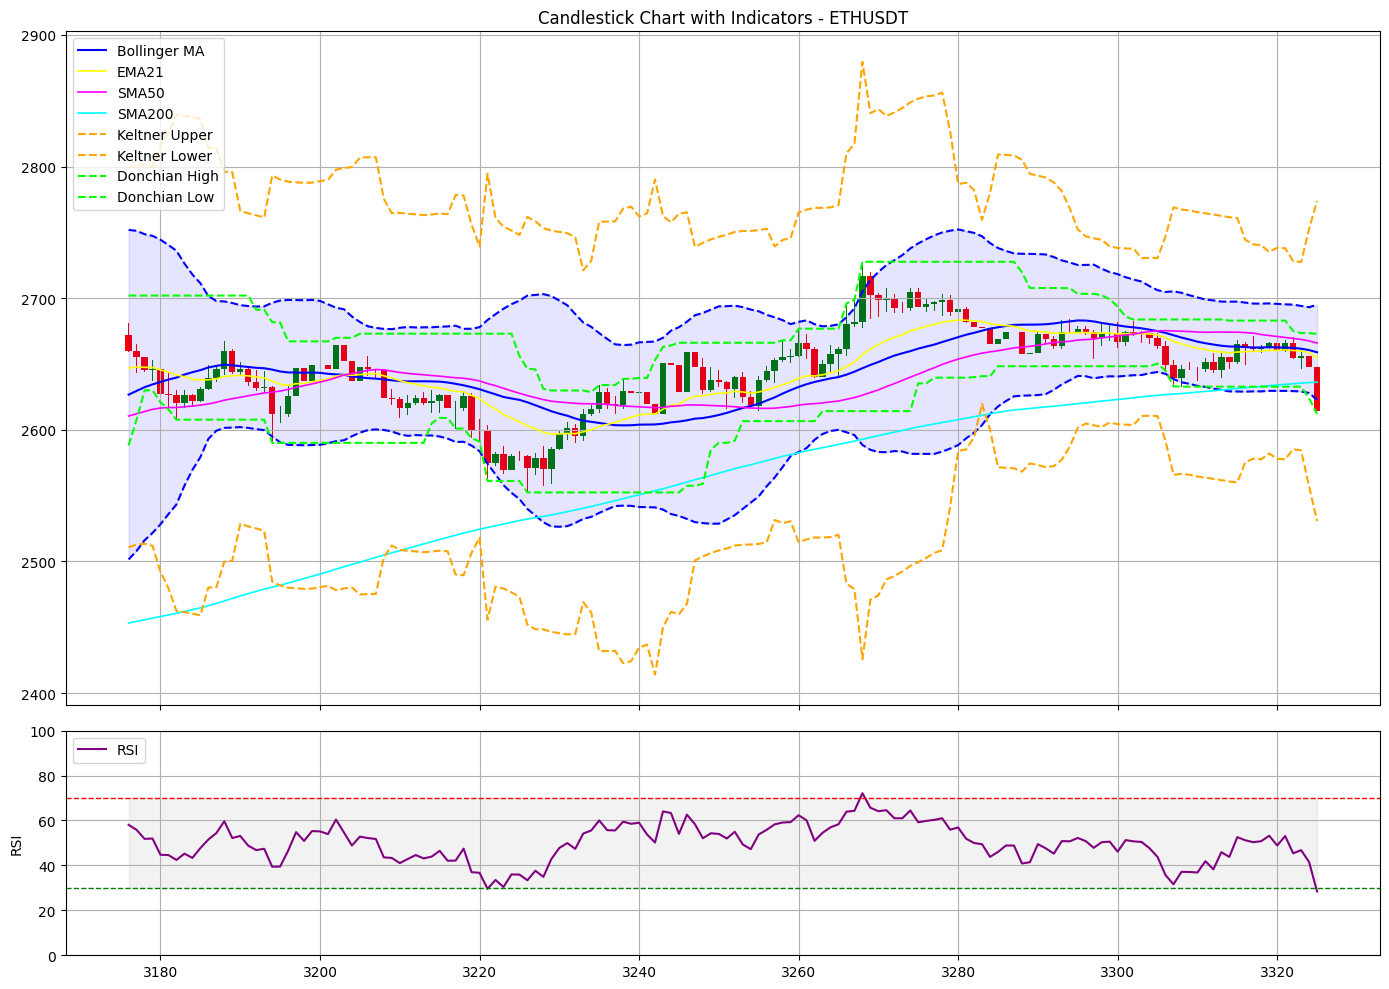 Candlestick Chart with Indicators - ETHUSDT
2900
2800
2700
2600
2500
2400
Bollinger MA
EMA21
SMA50
SMA200
Keltner Upper
Keltner Lower
Donchian High
Donchian Low
RSI
100
80
60
40
20
0
RSI
3180 3200 3220 3240 3260 3280 3300 3320